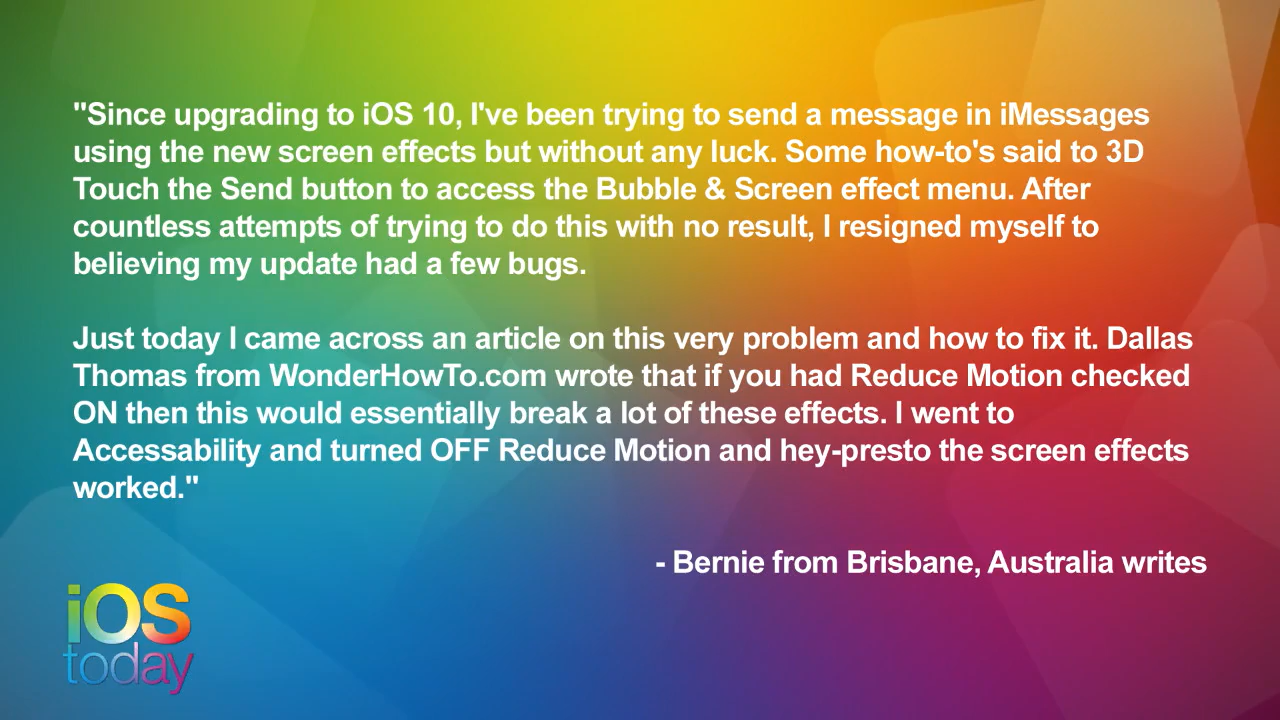 "Since upgrading to iOS 10, I've been trying to send a message in iMessages
using the new screen effects but without any luck. Some how-to's said to 3D
Touch the Send button to access the Bubble & Screen effect menu. After
countless attempts of trying to do this with no result, I resigned myself to
believing my update had a few bugs.
Just today I came across an article on this very problem and how to fix it. Dallas
Thomas from WonderHowTo.com wrote that if you had Reduce Motion checked
ON then this would essentially break a lot of these effects. I went to
Accessability and turned OFF Reduce Motion and hey-presto the screen effects
worked."
- Bernie from Brisbane, Australia writes
iOS
today